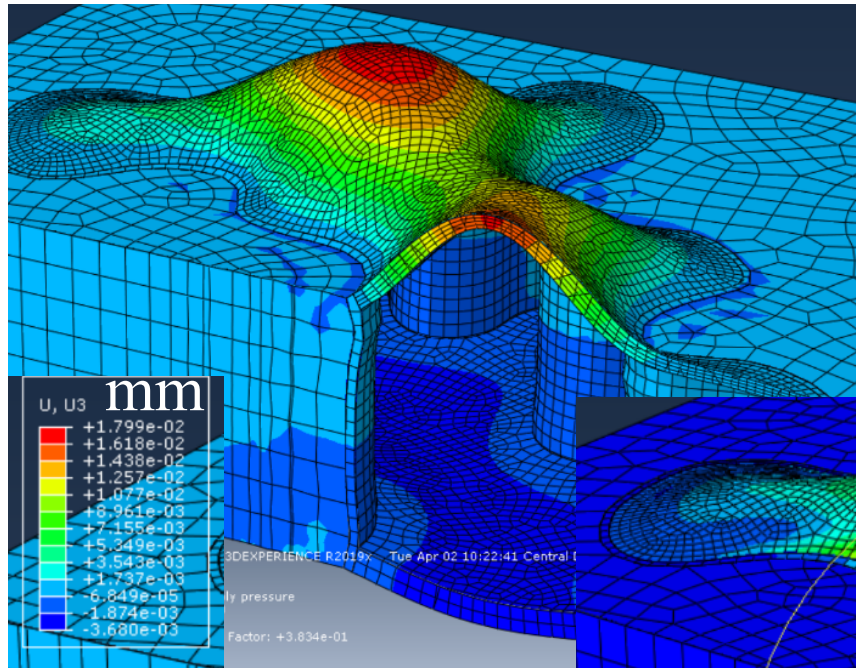 mm
U, U3
+1.799e-02
+1.618e-02
+1.438e-02
+1.257e-02
+1.077e-02
+8.961e-03
+7.155e-03
+5.349e-03
+3.543e-03
+1.737e-03
-6.849e-05
-1.874e-03
-3.680e-03
3DEXPERIENCE R2019x Tue Apr 02 10:22:41 Central
ly pressure
Factor: +3.834e-01